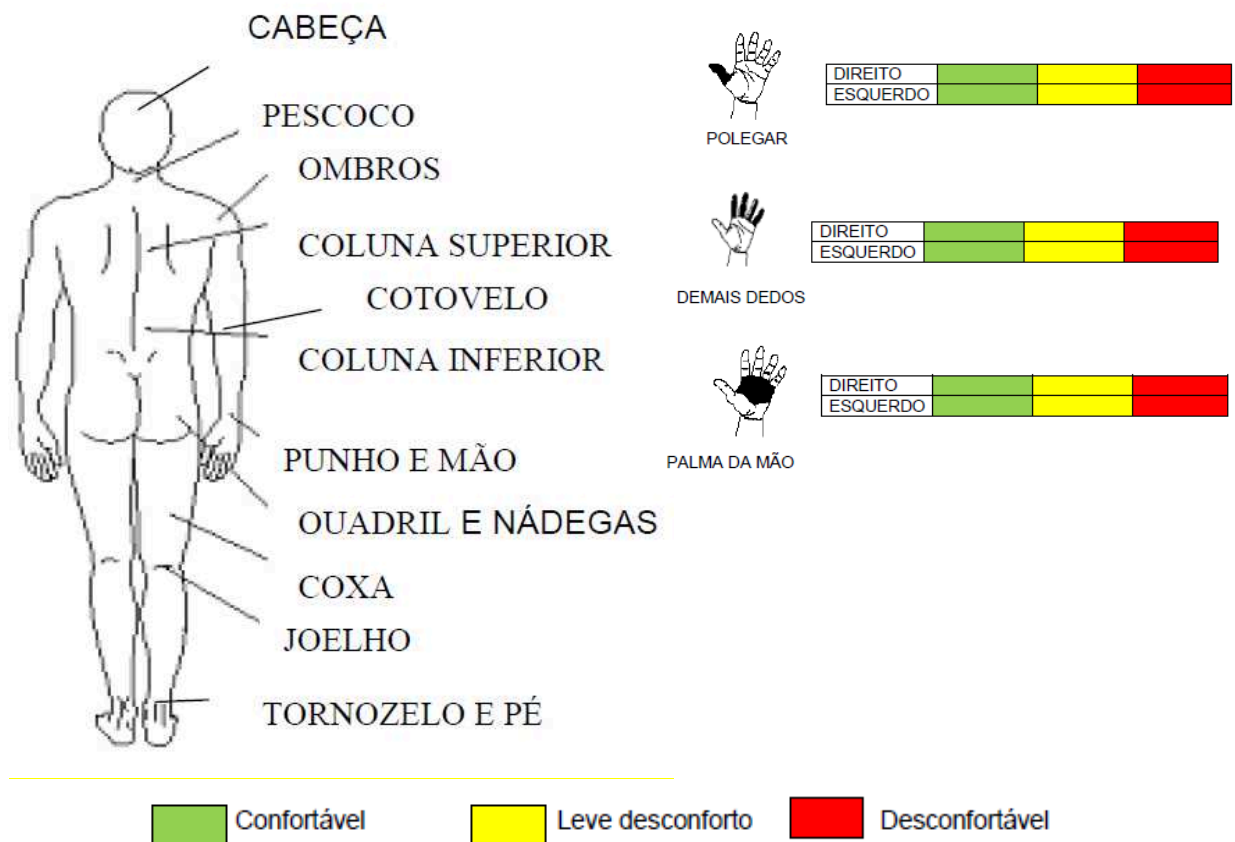 CABEÇA
PESCOCO
OMBROS
COLUNA SUPERIOR
COTOVELO
COLUNA INFERIOR
PUNHO E MÃO
OUADRIL E NÁDEGAS
COXA
JOELHO
TORNOZELO E PÉ
DIREITO
ESQUERDO
POLEGAR
DIREITO
ESQUERDO
DEMAIS DEDOS
DIREITO
ESQUERDO
PALMA DA MÃO
Confortável Leve desconforto Desconfortável